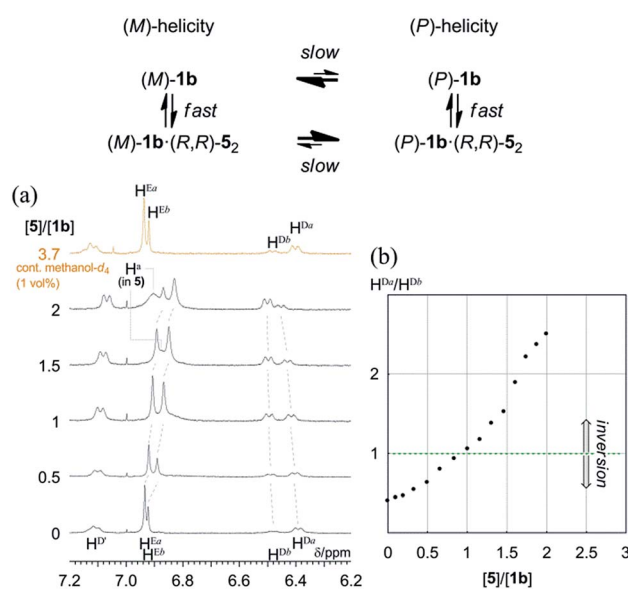 (M)-helicity
(P)-helicity
slow
(M)-1b
(P)-1b
fast
fast
(M)-1b·(R,R)-5₂
(P)-1b·(R,R)-5₂
slow
(a)
[5]/[1b]
Hᴱᵃ
Hᴱᵇ
Hᴰᵇ
Hᴰᵃ
3.7
cont. methanol-d₄
(1 vol%)
Hᵃ
(in 5)
2
1.5
1
0.5
0
Hᴰ'
Hᴱᵃ
Hᴱᵇ
Hᴰᵇ
Hᴰᵃ
δ/ppm
7.2 7.0 6.8 6.6 6.4 6.2
(b)
Hᴰᵃ/Hᴰᵇ
2
1
inversion
0
0 0.5 1 1.5 2 2.5 3
[5]/[1b]